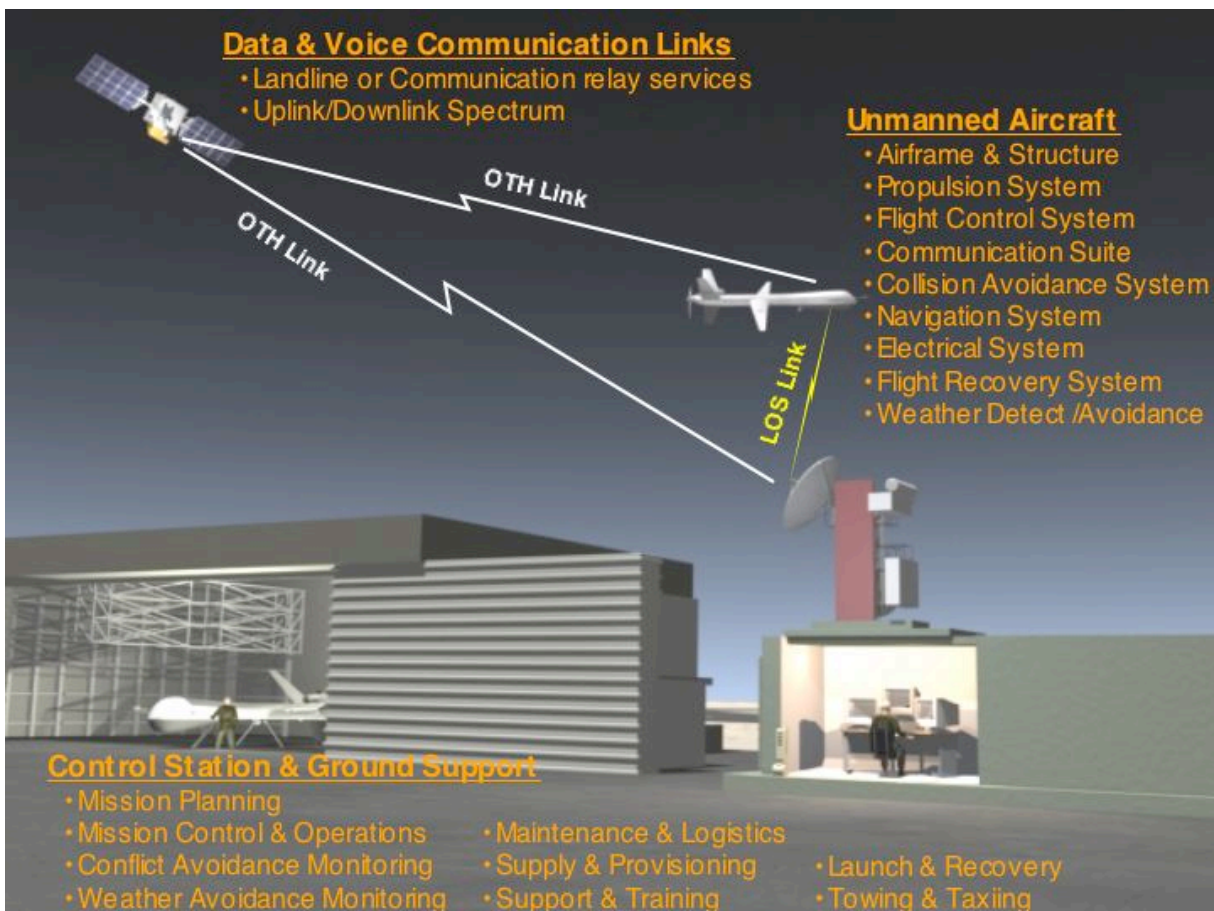 Data & Voice Communication Links
• Landline or Communication relay services
• Uplink/Downlink Spectrum
Unmanned Aircraft
• Airframe & Structure
• Propulsion System
• Flight Control System
• Communication Suite
• Collision Avoidance System
• Navigation System
• Electrical System
• Flight Recovery System
• Weather Detect /Avoidance
OTH Link
OTH Link
LOS Link
Control Station & Ground Support
• Mission Planning
• Mission Control & Operations
• Conflict Avoidance Monitoring
• Weather Avoidance Monitoring
• Maintenance & Logistics
• Supply & Provisioning
• Support & Training
• Launch & Recovery
• Towing & Taxiing